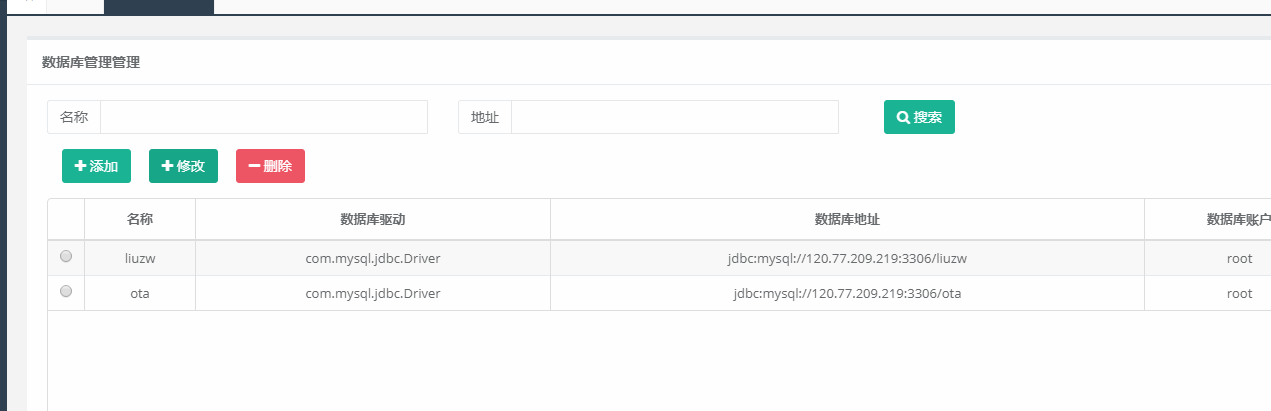 数据库管理管理
名称 地址 搜索
添加 修改 删除
名称 数据库驱动 数据库地址 数据库账户
liuzw com.mysql.jdbc.Driver jdbc:mysql://120.77.209.219:3306/liuzw root
ota com.mysql.jdbc.Driver jdbc:mysql://120.77.209.219:3306/ota root